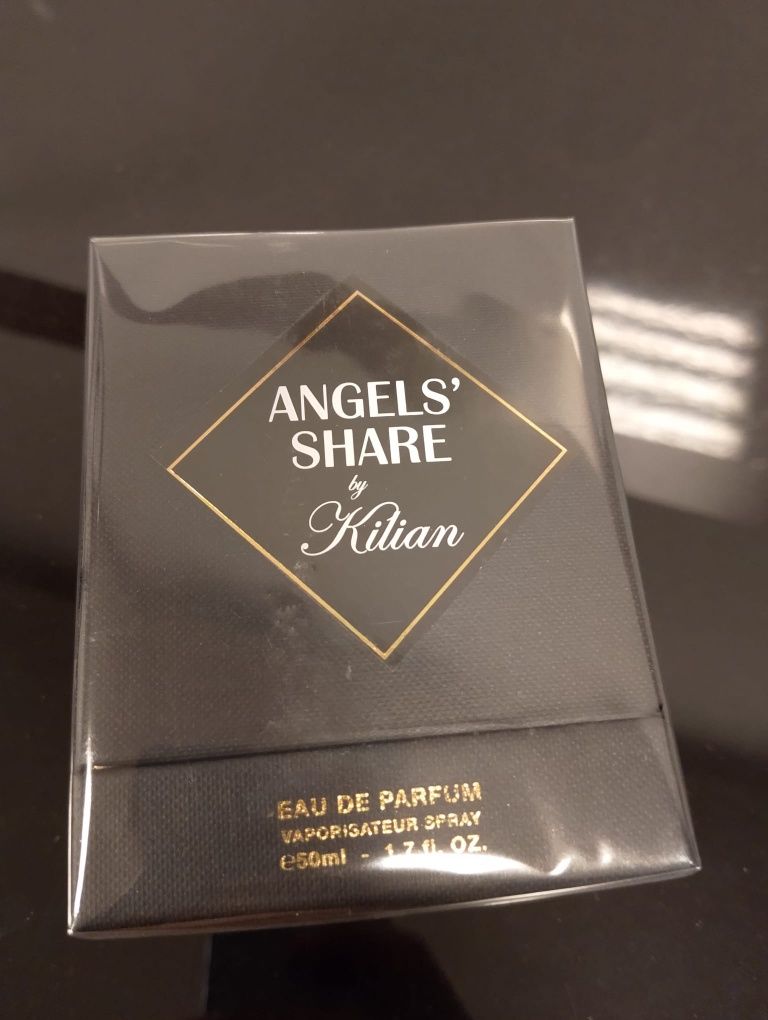 ANGELS’
SHARE
by
Kilian
EAU DE PARFUM
VAPORISATEUR SPRAY
℮50ml - 1.7 fl. OZ.